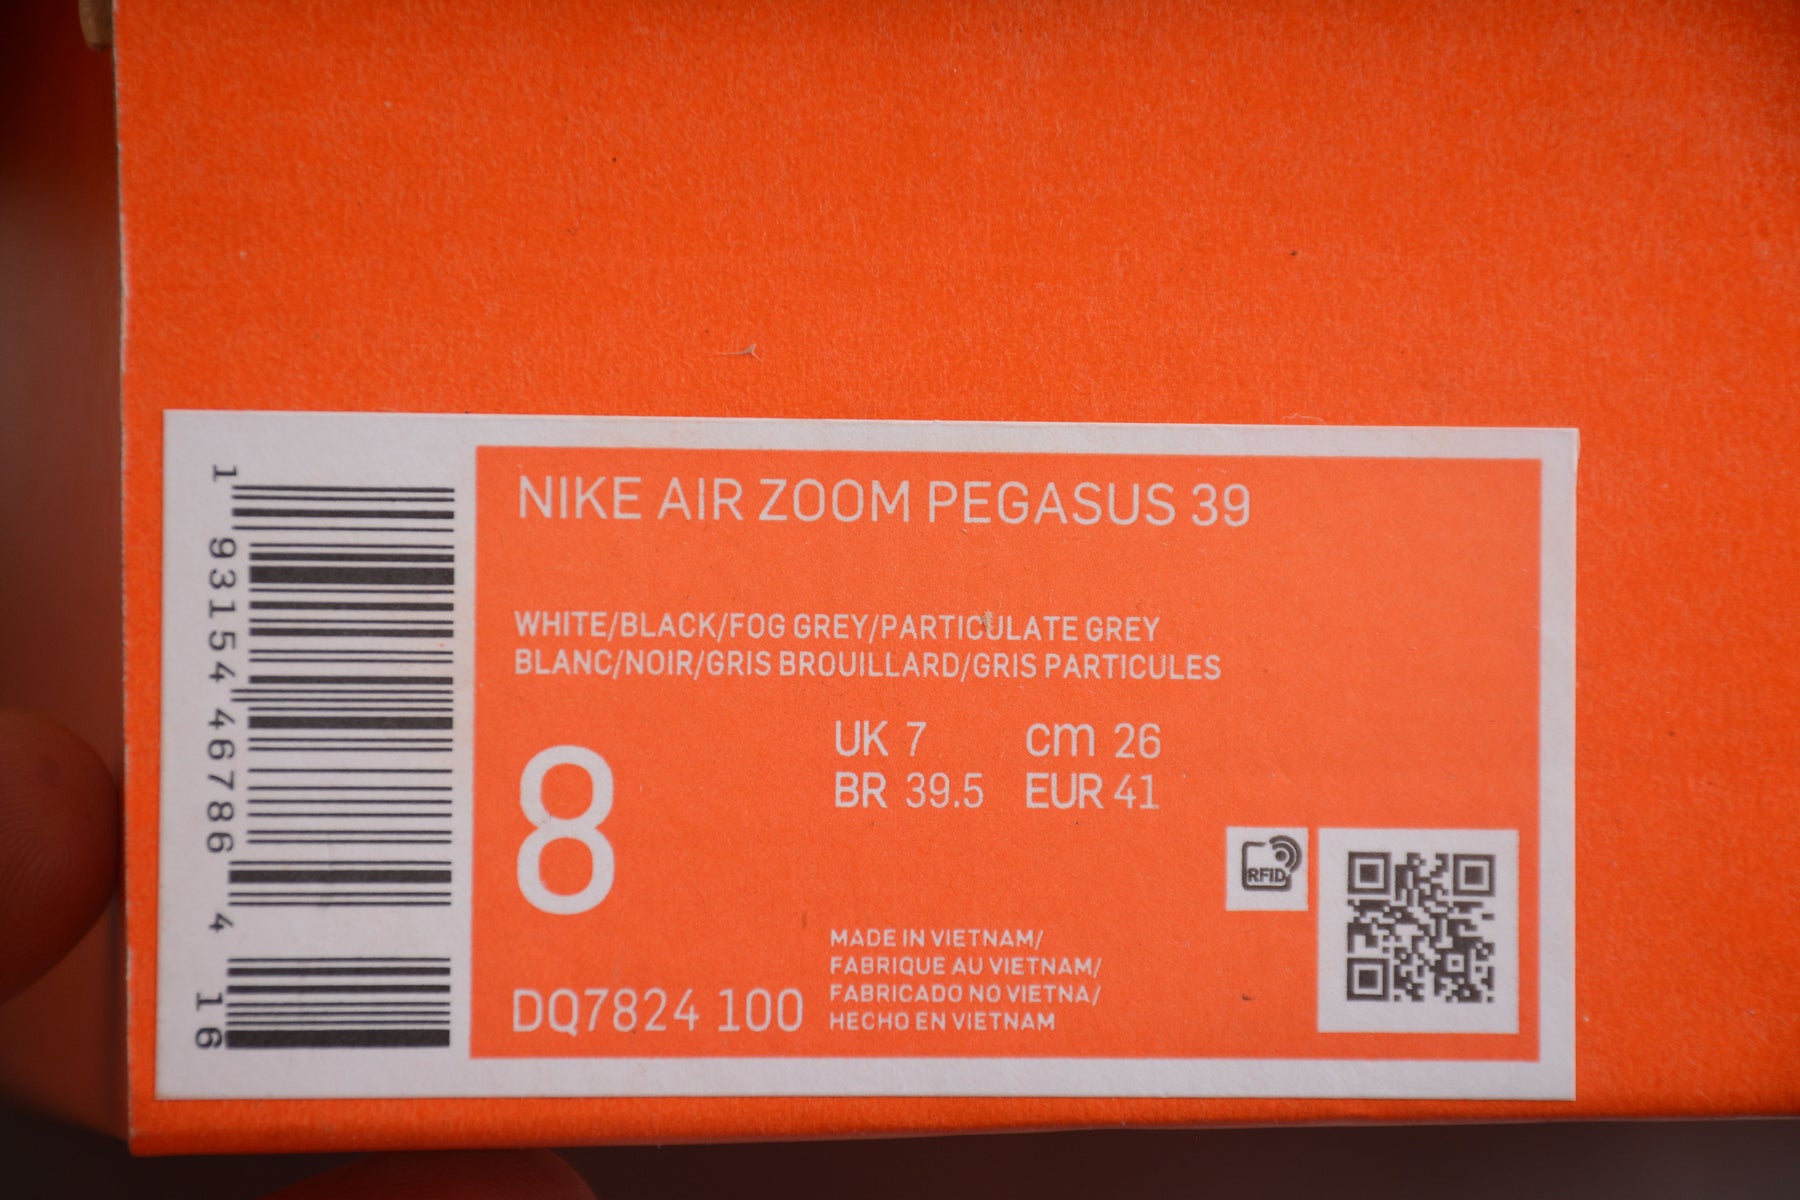 NIKE AIR ZOOM PEGASUS 39
WHITE/BLACK/FOG GREY/PARTICULATE GREY
BLANC/NOIR/GRIS BROUILLARD/GRIS PARTICULES
8
UK 7 cm 26
BR 39.5 EUR 41
MADE IN VIETNAM/
FABRIQUE AU VIETNAM/
FABRICADO NO VIETNA/
HECHO EN VIETNAM
DQ7824 100
RFID
1 93154 46786 4
16